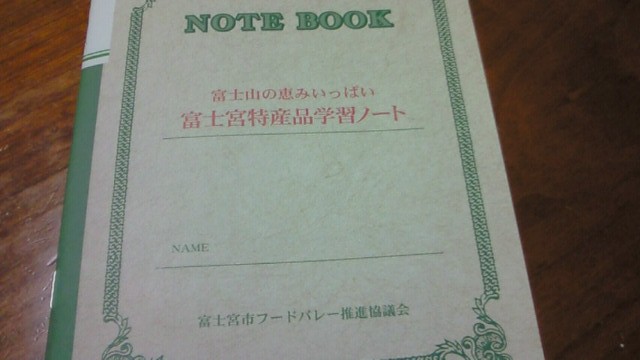 NOTE BOOK
富士山の恵みいっぱい
富士宮特産品学習ノート
NAME
富士宮市フードバレー推進協議会